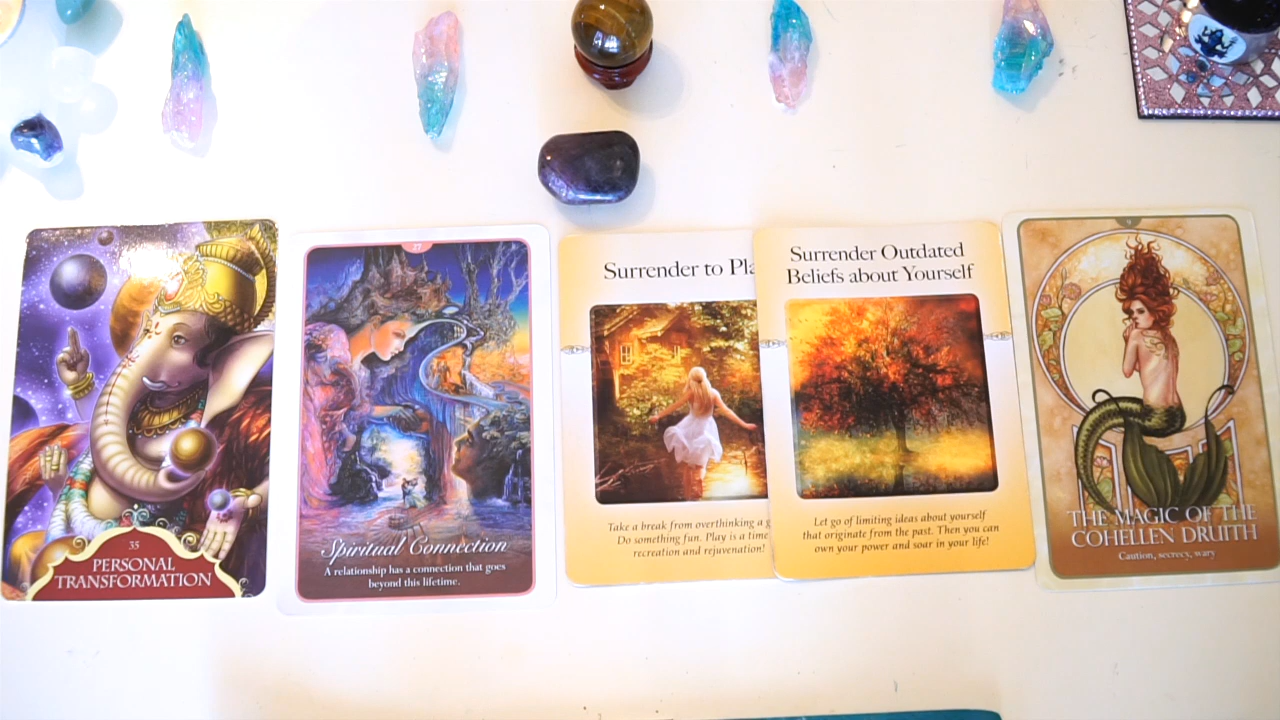 35
PERSONAL
TRANSFORMATION
27
Spiritual Connection
A relationship has a connection that goes
beyond this lifetime.
Surrender to Pla
Take a break from overthinking a g
Do something fun. Play is a time
recreation and rejuvenation!
Surrender Outdated
Beliefs about Yourself
Let go of limiting ideas about yourself
that originate from the past. Then you can
own your power and soar in your life!
9
THE MAGIC OF THE
COHELLEN DRUITH
Caution, secrecy, wary